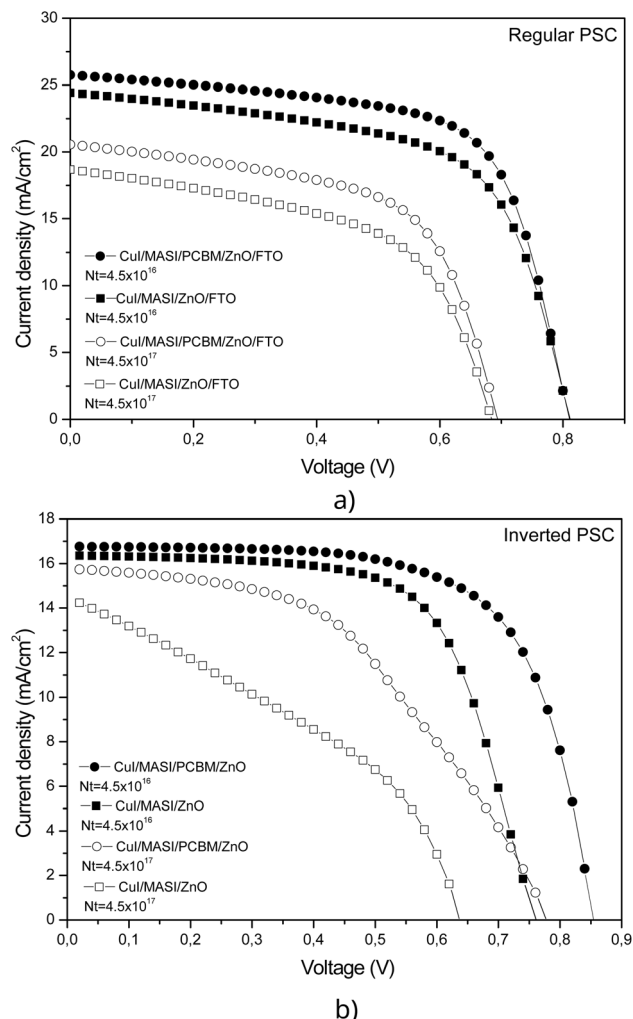 30
Regular PSC
25
20
15
10
5
0
Current density (mA/cm²)
CuI/MASI/PCBM/ZnO/FTO
Nt=4.5x10¹⁶
CuI/MASI/ZnO/FTO
Nt=4.5x10¹⁶
CuI/MASI/PCBM/ZnO/FTO
Nt=4.5x10¹⁷
CuI/MASI/ZnO/FTO
Nt=4.5x10¹⁷
0,0 0,2 0,4 0,6 0,8
Voltage (V)
a)
18
Inverted PSC
16
14
12
10
8
6
4
2
0
Current density (mA/cm²)
CuI/MASI/PCBM/ZnO
Nt=4.5x10¹⁶
CuI/MASI/ZnO
Nt=4.5x10¹⁶
CuI/MASI/PCBM/ZnO
Nt=4.5x10¹⁷
CuI/MASI/ZnO
Nt=4.5x10¹⁷
0,0 0,1 0,2 0,3 0,4 0,5 0,6 0,7 0,8 0,9
Voltage (V)
b)